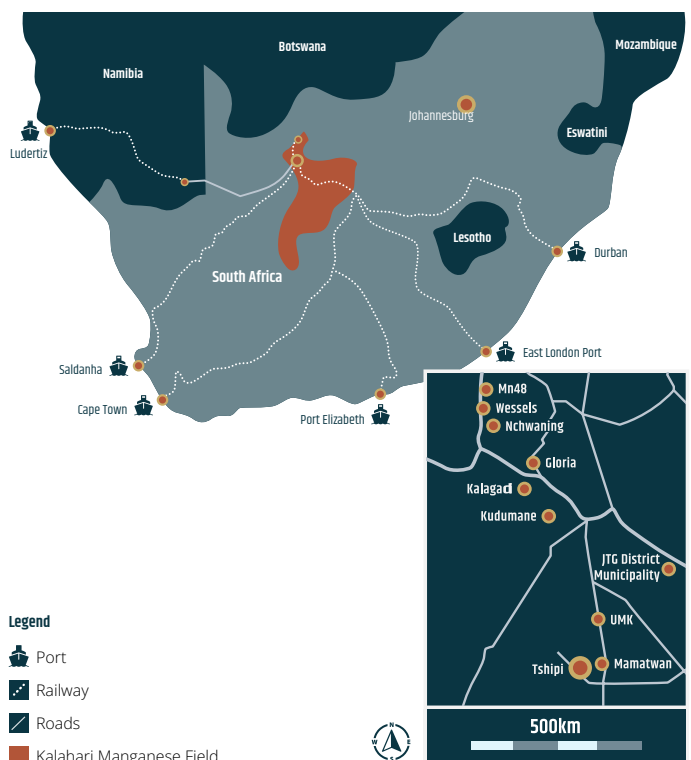 Mozambique
Botswana
Namibia
Johannesburg
Eswatini
Ludertiz
Lesotho
Durban
South Africa
East London Port
Saldanha
Cape Town
Port Elizabeth
Mn48
Wessels
Nchwaning
Gloria
Kalagadi
Kudumane
JTG District
Municipality
UMK
Tshipi
Mamatwan
Legend
Port
Railway
Roads
Kalahari Manganese Field
N
W
E
S
500km